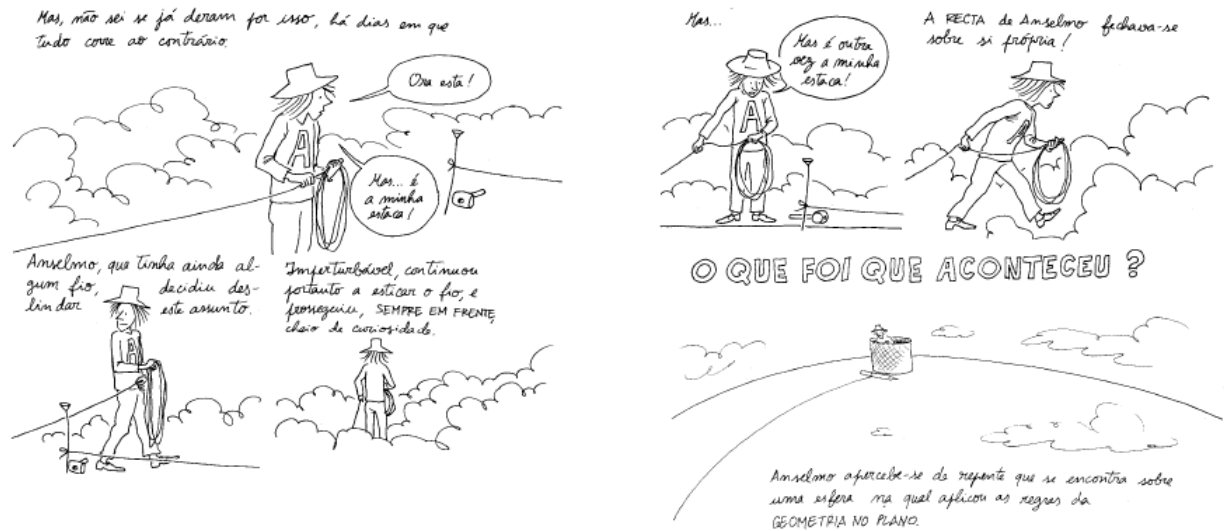 Mas, não sei se já deram por isso, há dias em que
tudo corre ao contrário.
Ora esta!
Mas... é
a minha
estaca!
Anselmo, que tinha ainda al-
gum fio, decidiu des-
lindar este assunto.
Imperturbável, continuou
portanto a esticar o fio, e
prosseguiu, SEMPRE EM FRENTE,
cheio de curiosidade.
Mas...
Mas é outra
vez a minha
estaca!
A RECTA de Anselmo fechava-se
sobre si própria!
O QUE FOI QUE ACONTECEU?
Anselmo apercebe-se de repente que se encontra sobre
uma esfera na qual aplicou as regras da
GEOMETRIA NO PLANO.
A
A
A
A